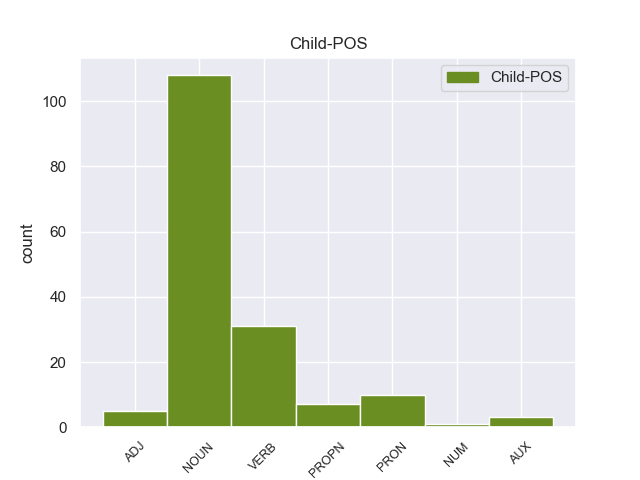 Child-POS
Child-POS
100
80
60
40
20
0
count
ADJ
NOUN
VERB
PROPN
PRON
NUM
AUX